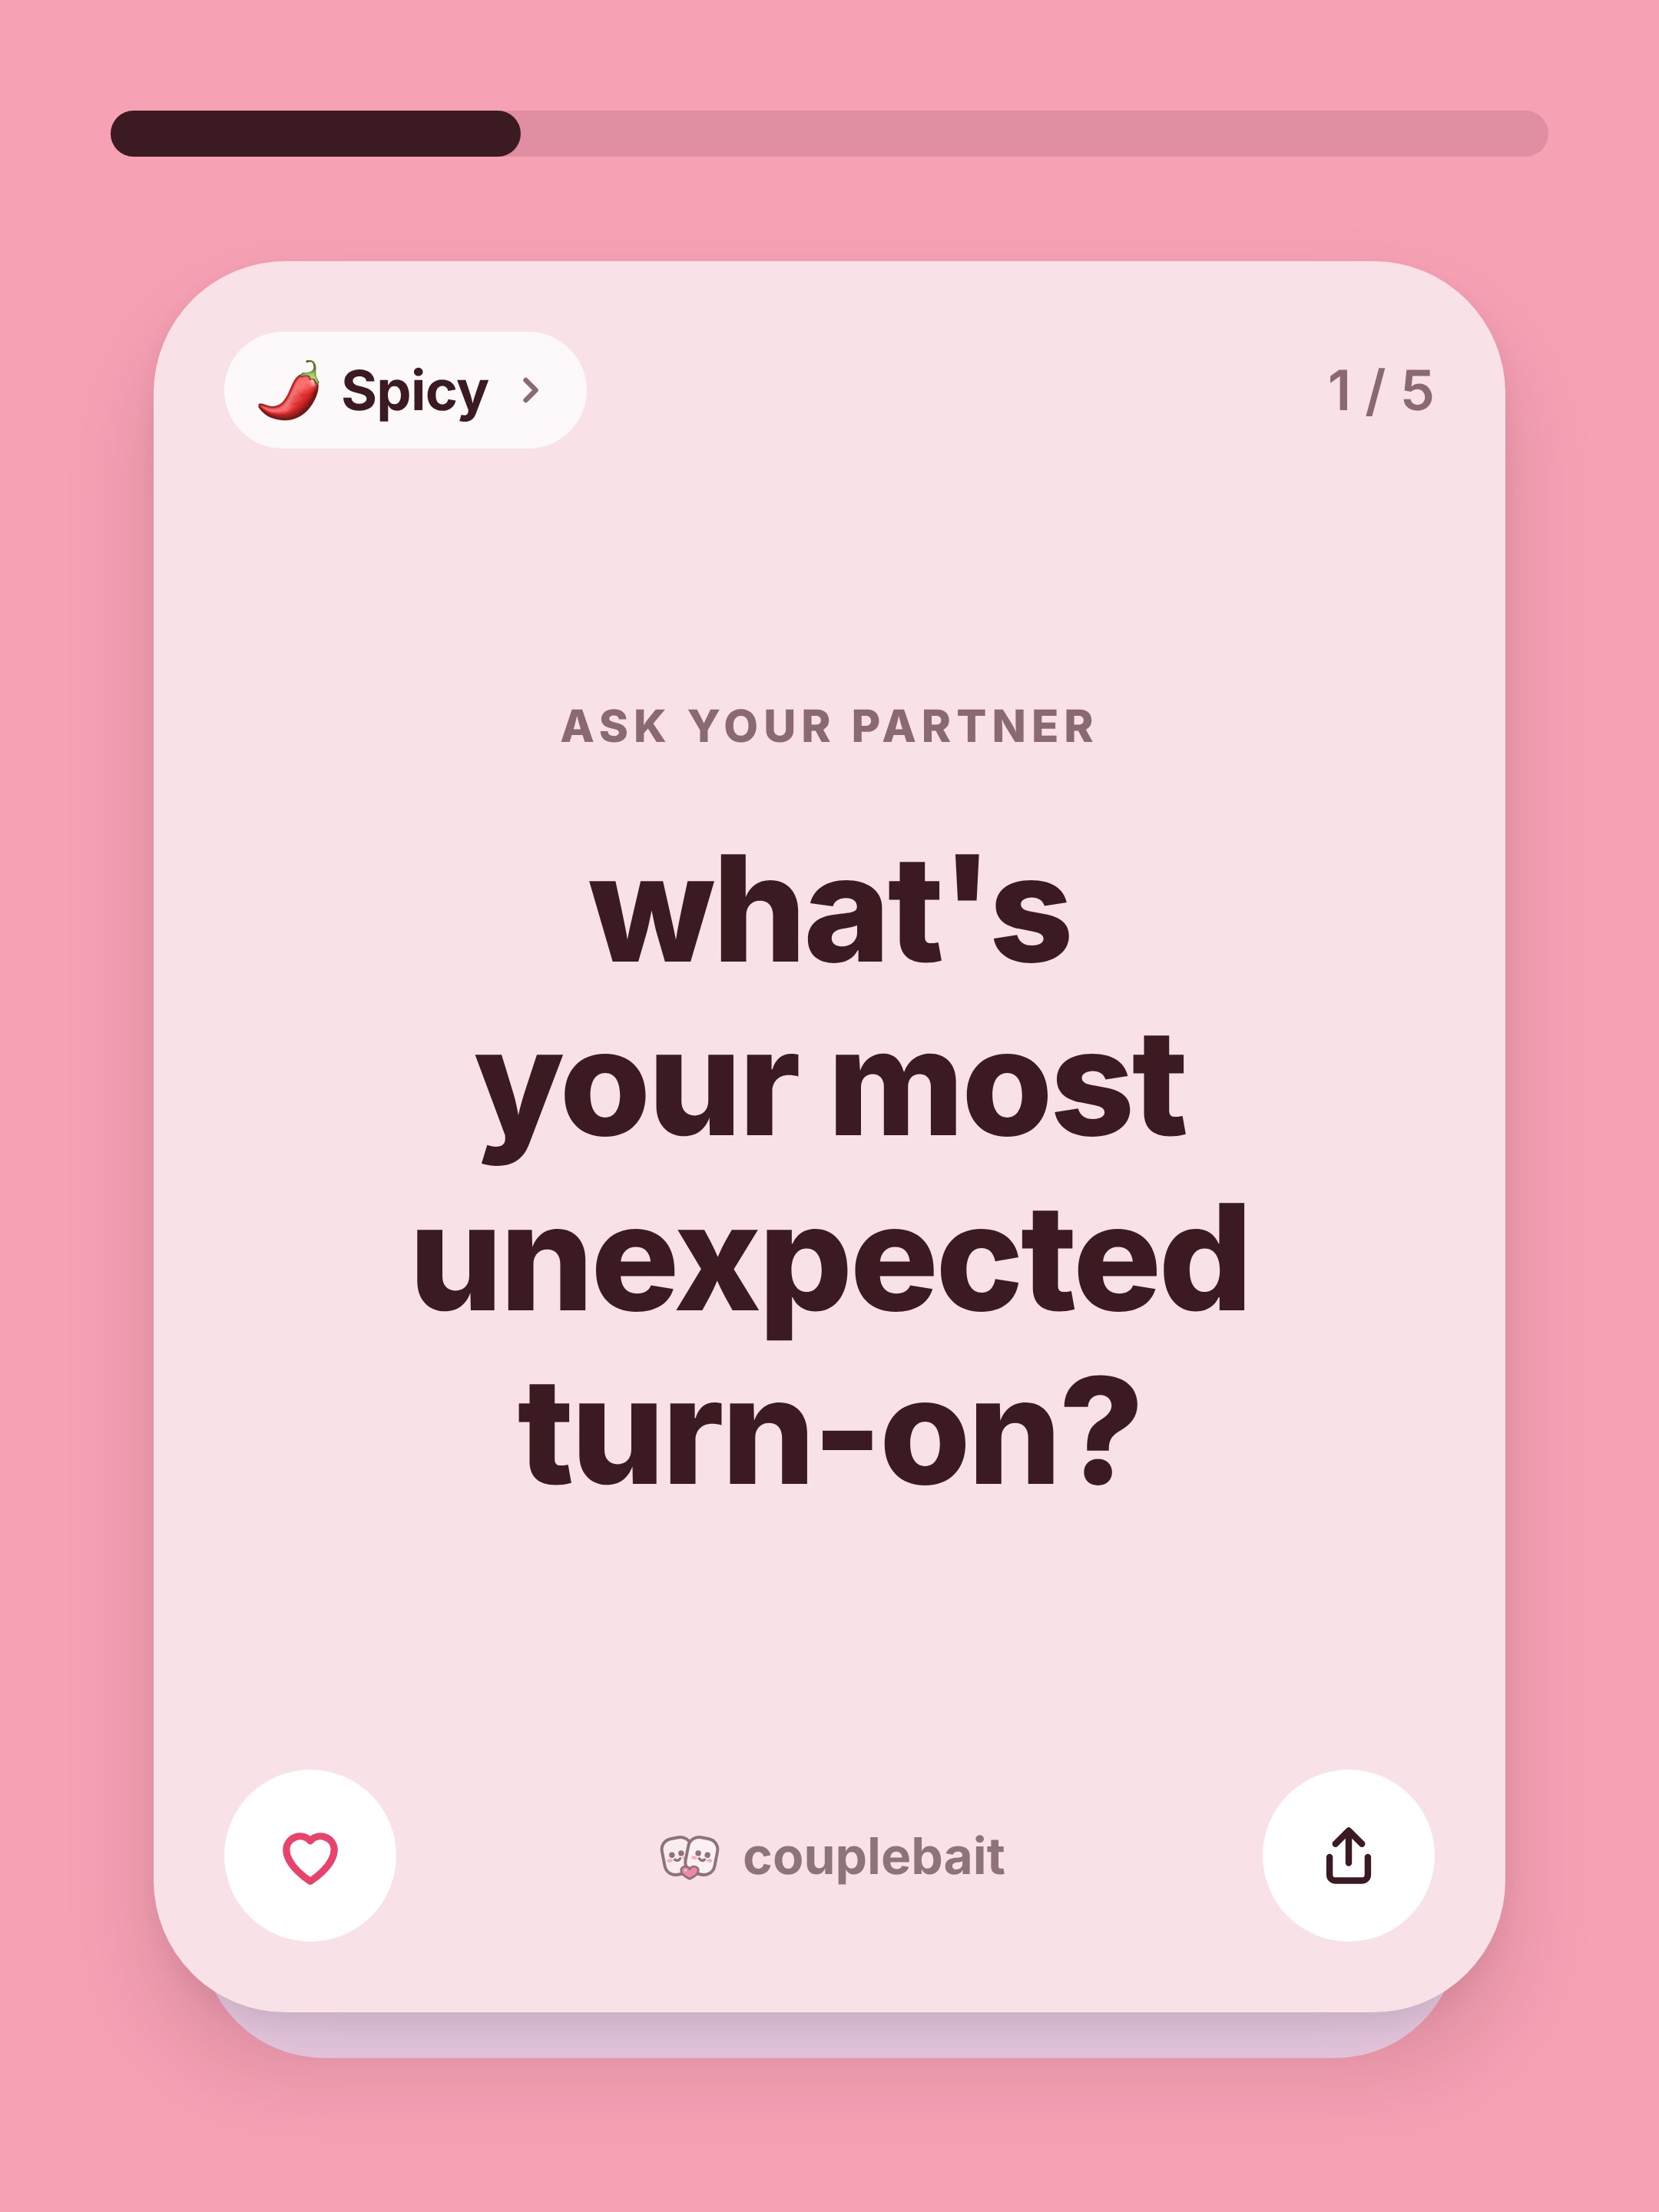 Spicy
1 / 5
ASK YOUR PARTNER
what's
your most
unexpected
turn-on?
couplebait